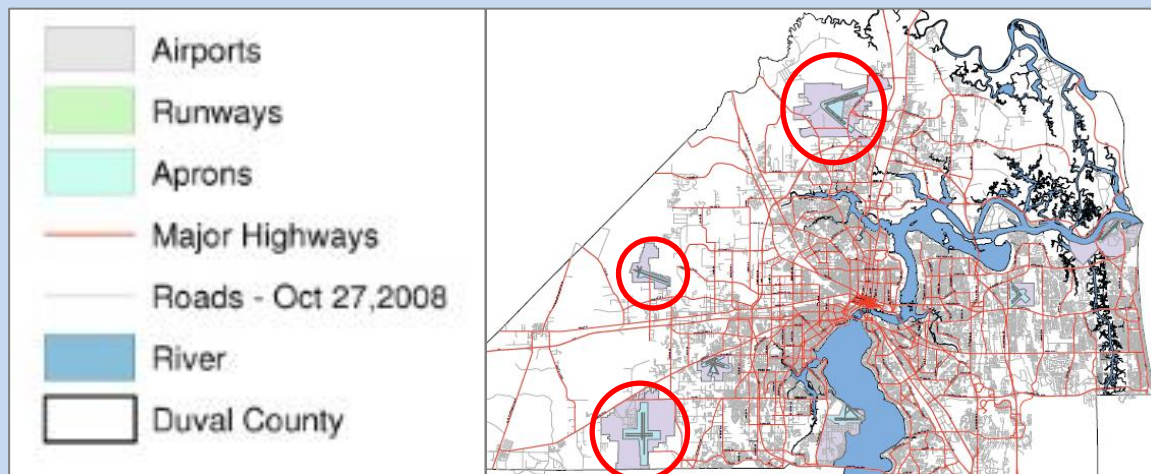 Airports
Runways
Aprons
Major Highways
Roads - Oct 27,2008
River
Duval County